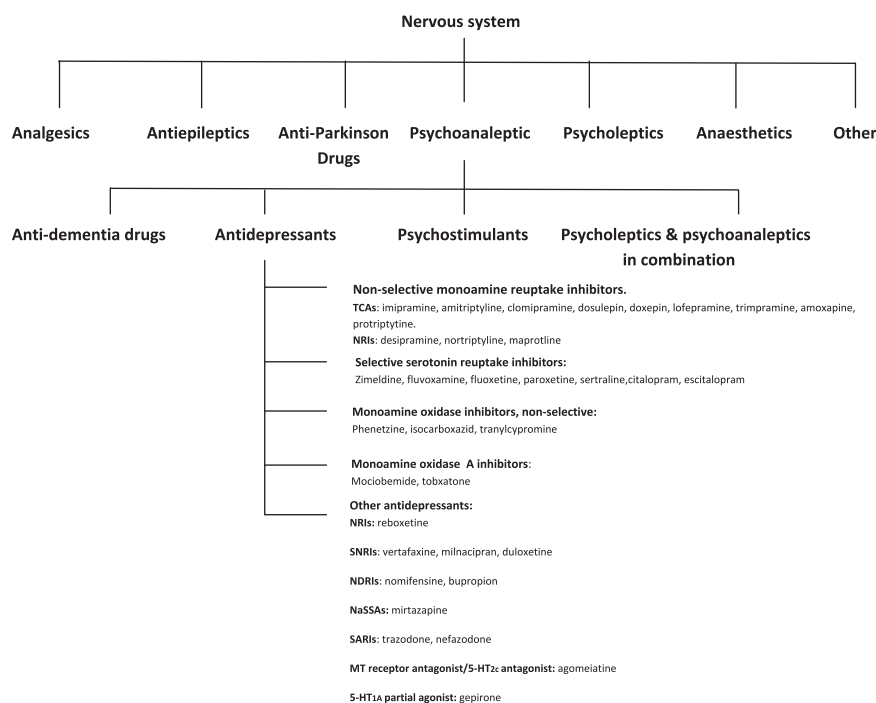 Nervous system
Analgesics
Antiepileptics
Anti-Parkinson
Drugs
Psychoanaleptic
Psycholeptics
Anaesthetics
Other
Anti-dementia drugs
Antidepressants
Psychostimulants
Psycholeptics & psychoanaleptics
in combination
Non-selective monoamine reuptake inhibitors.
TCAs: imipramine, amitriptyline, clomipramine, dosulepin, doxepin, lofepramine, trimpramine, amoxapine,
protriptytine.
NRIs: desipramine, nortriptyline, maprotline
Selective serotonin reuptake inhibitors:
Zimeldine, fluvoxamine, fluoxetine, paroxetine, sertraline,citalopram, escitalopram
Monoamine oxidase inhibitors, non-selective:
Phenetzine, isocarboxazid, tranylcypromine
Monoamine oxidase A inhibitors:
Mociobemide, tobxatone
Other antidepressants:
NRIs: reboxetine
SNRIs: vertafaxine, milnacipran, duloxetine
NDRIs: nomifensine, bupropion
NaSSAs: mirtazapine
SARIs: trazodone, nefazodone
MT receptor antagonist/5-HT2c antagonist: agomeiatine
5-HT1A partial agonist: gepirone